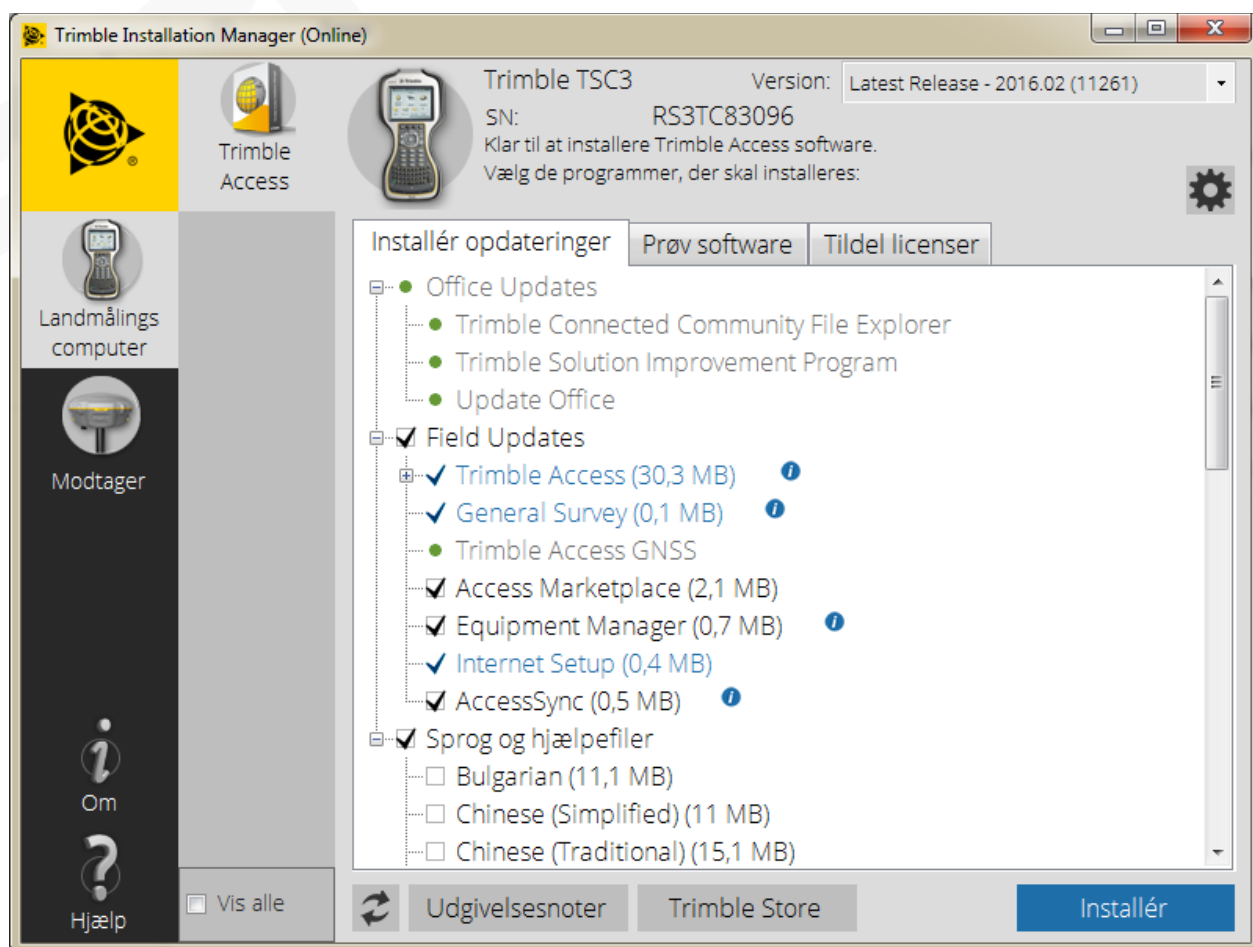 Trimble Installation Manager (Online)
Trimble
Access
Trimble TSC3
Version:
Latest Release - 2016.02 (11261)
SN:
RS3TC83096
Klar til at installere Trimble Access software.
Vælg de programmer, der skal installeres:
Landmålings
computer
Modtager
Om
Hjælp
Vis alle
Installér opdateringer
Prøv software
Tildel licenser
Office Updates
Trimble Connected Community File Explorer
Trimble Solution Improvement Program
Update Office
Field Updates
Trimble Access (30,3 MB)
General Survey (0,1 MB)
Trimble Access GNSS
Access Marketplace (2,1 MB)
Equipment Manager (0,7 MB)
Internet Setup (0,4 MB)
AccessSync (0,5 MB)
Sprog og hjælpefiler
Bulgarian (11,1 MB)
Chinese (Simplified) (11 MB)
Chinese (Traditional) (15,1 MB)
Udgivelsesnoter
Trimble Store
Installér